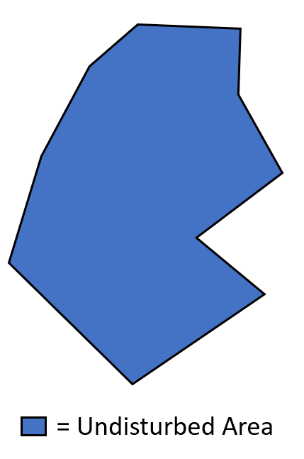 = Undisturbed Area